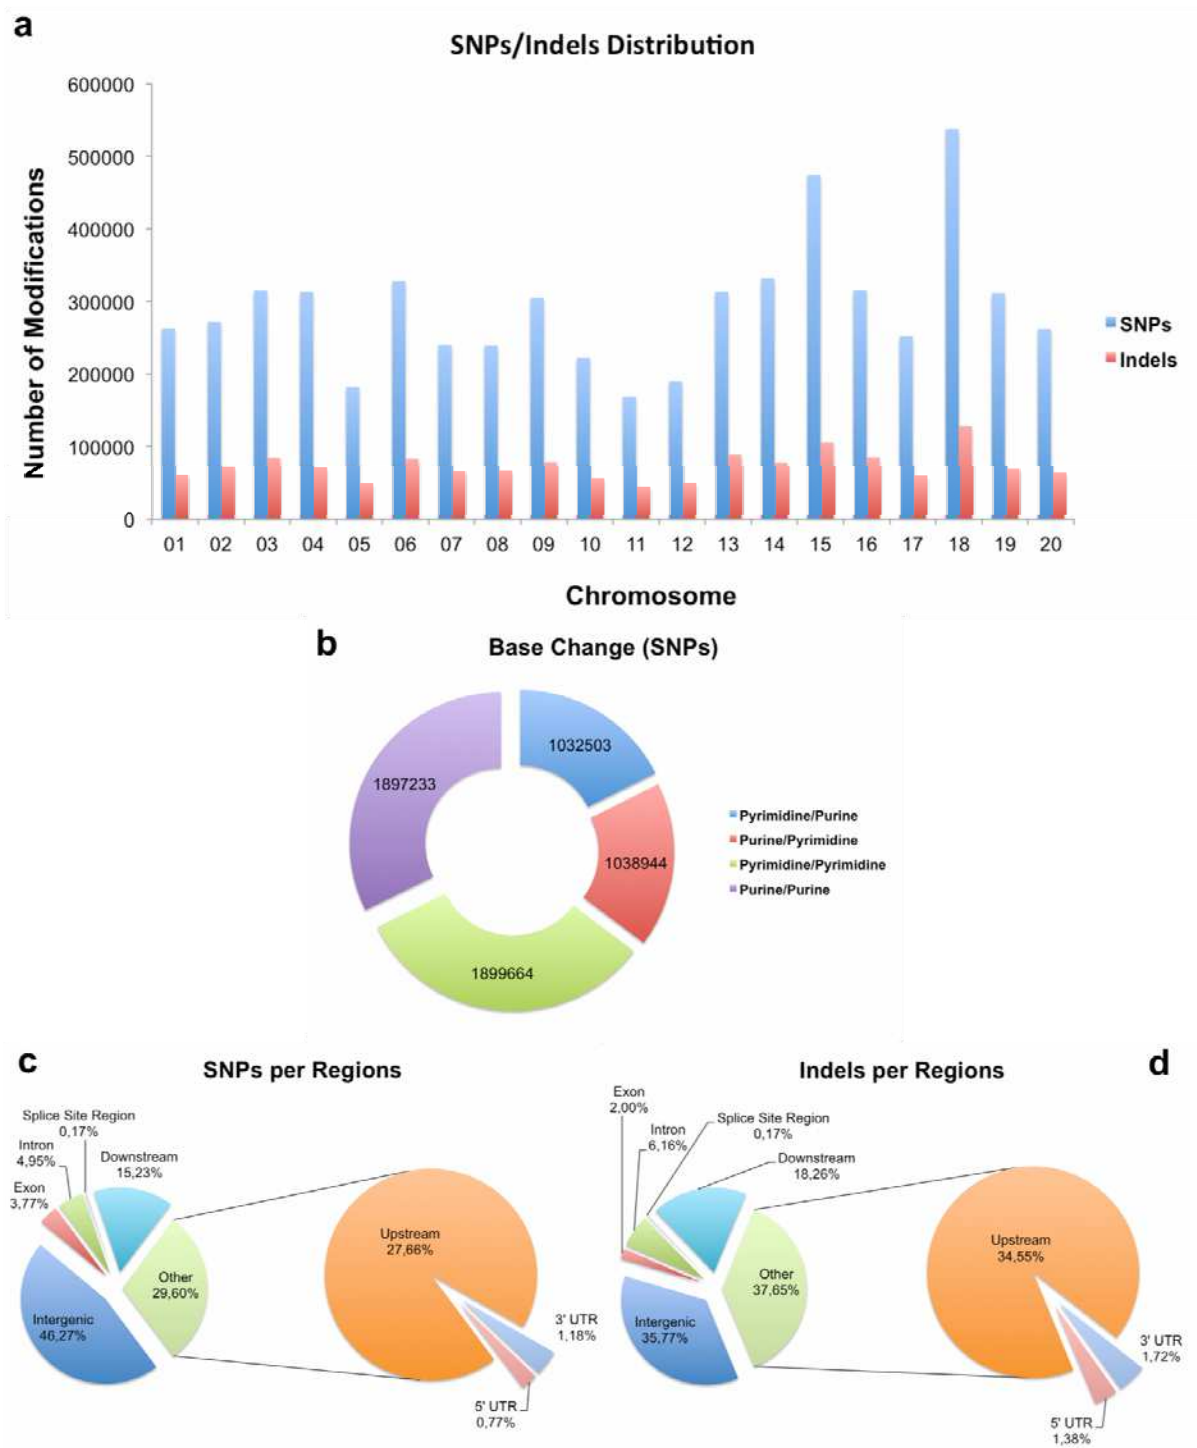 a
SNPs/Indels Distribution
600000
500000
400000
300000
200000
100000
0
Number of Modifications
01 02 03 04 05 06 07 08 09 10 11 12 13 14 15 16 17 18 19 20
Chromosome
SNPs
Indels
b
Base Change (SNPs)
1032503
1038944
1899664
1897233
Pyrimidine/Purine
Purine/Pyrimidine
Pyrimidine/Pyrimidine
Purine/Purine
c
SNPs per Regions
Splice Site Region
0,17%
Intron
4,95%
Exon
3,77%
Downstream
15,23%
Intergenic
46,27%
Other
29,60%
Upstream
27,66%
3' UTR
1,18%
5' UTR
0,77%
d
Indels per Regions
Exon
2,00%
Intron
6,16%
Splice Site Region
0,17%
Downstream
18,26%
Intergenic
35,77%
Other
37,65%
Upstream
34,55%
3' UTR
1,72%
5' UTR
1,38%